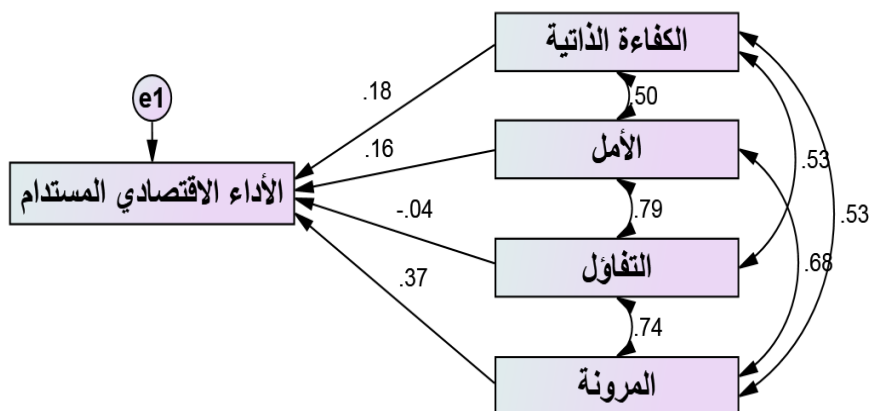 الكفاءة الذاتية
e1
.18
.50
الأمل
.16
.53
الأداء الاقتصادي المستدام
-.04
.79
.53
التفاؤل
.68
.37
.74
المرونة